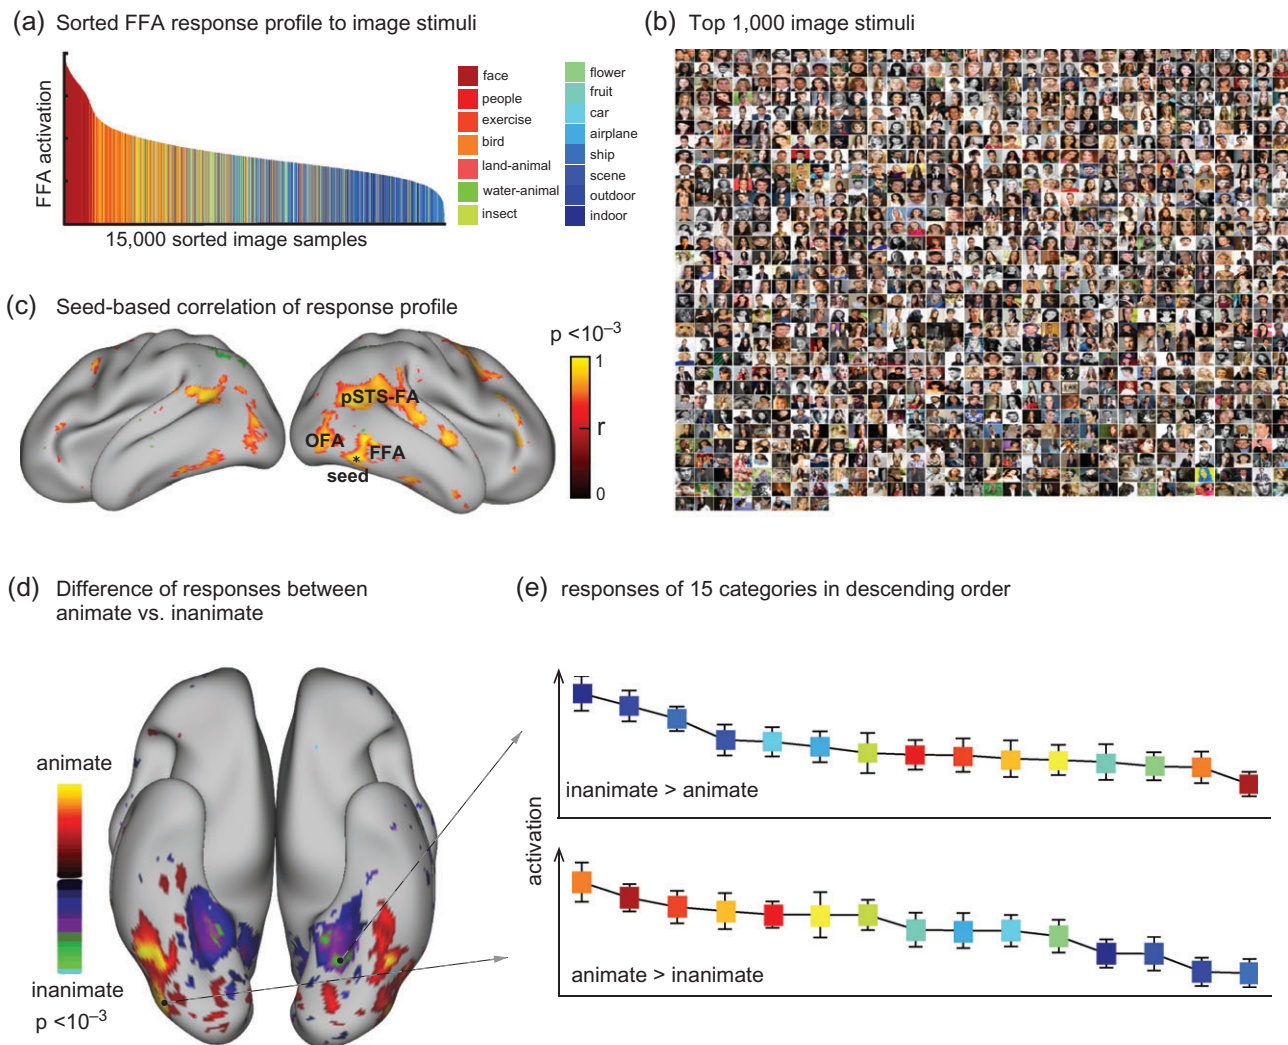 (a) Sorted FFA response profile to image stimuli
FFA activation
15,000 sorted image samples
face
people
exercise
bird
land-animal
water-animal
insect
flower
fruit
car
airplane
ship
scene
outdoor
indoor
(b) Top 1,000 image stimuli
(c) Seed-based correlation of response profile
p <10⁻³
1
r
0
pSTS-FA
OFA
FFA
*
seed
(d) Difference of responses between
animate vs. inanimate
animate
inanimate
p <10⁻³
(e) responses of 15 categories in descending order
activation
inanimate > animate
animate > inanimate